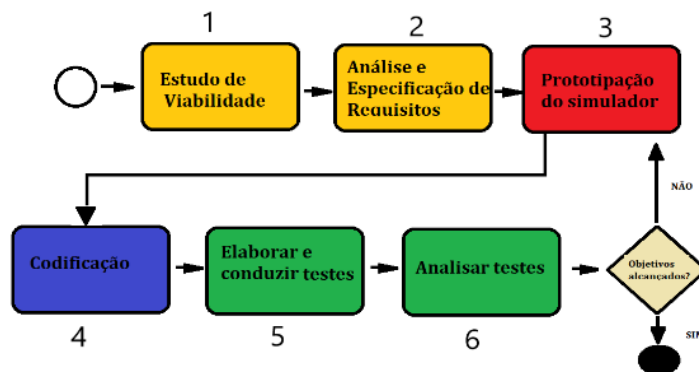 1
2
3
Estudo de
Viabilidade
Análise e
Especificação de
Requisitos
Prototipação
do simulador
NÃO
Codificação
Elaborar e
conduzir testes
Analisar testes
Objetivos
alcançados?
4
5
6
SIM